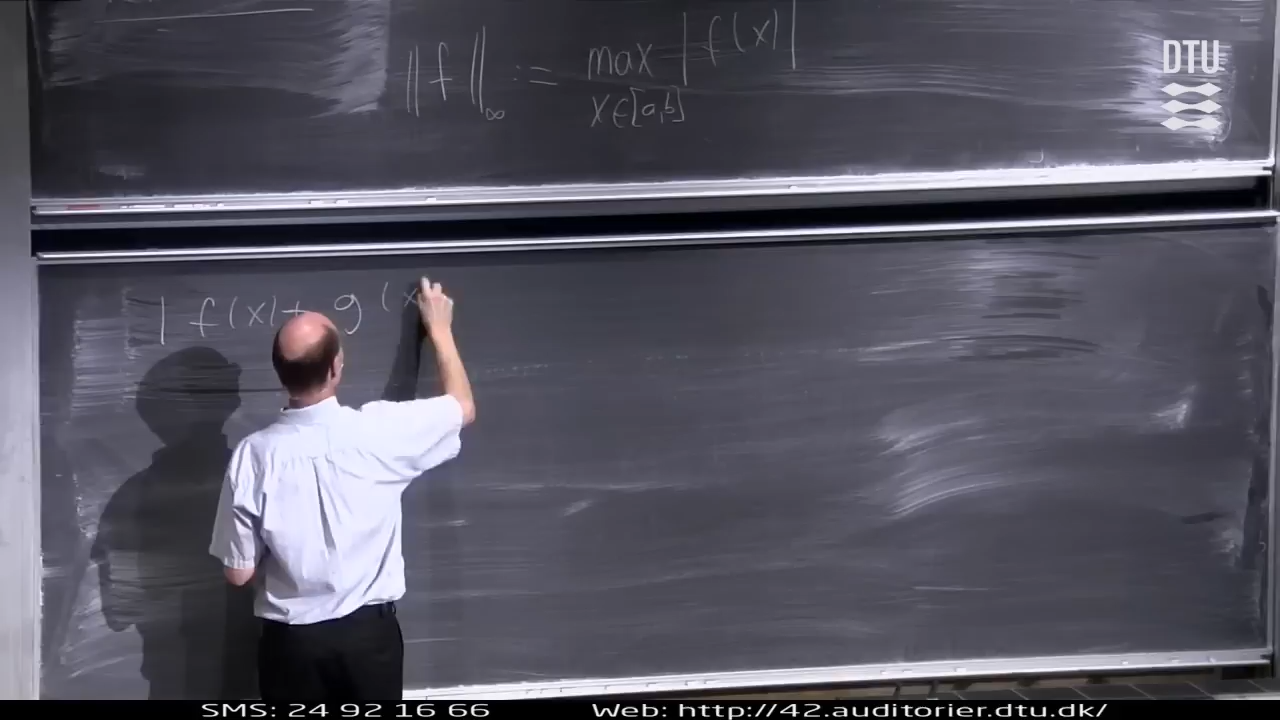 ‖f‖∞ := max |f(x)|
x∈[a,b]
DTU
| f(x) + g (x
SMS: 24 92 16 66 Web: http://42.auditorier.dtu.dk/